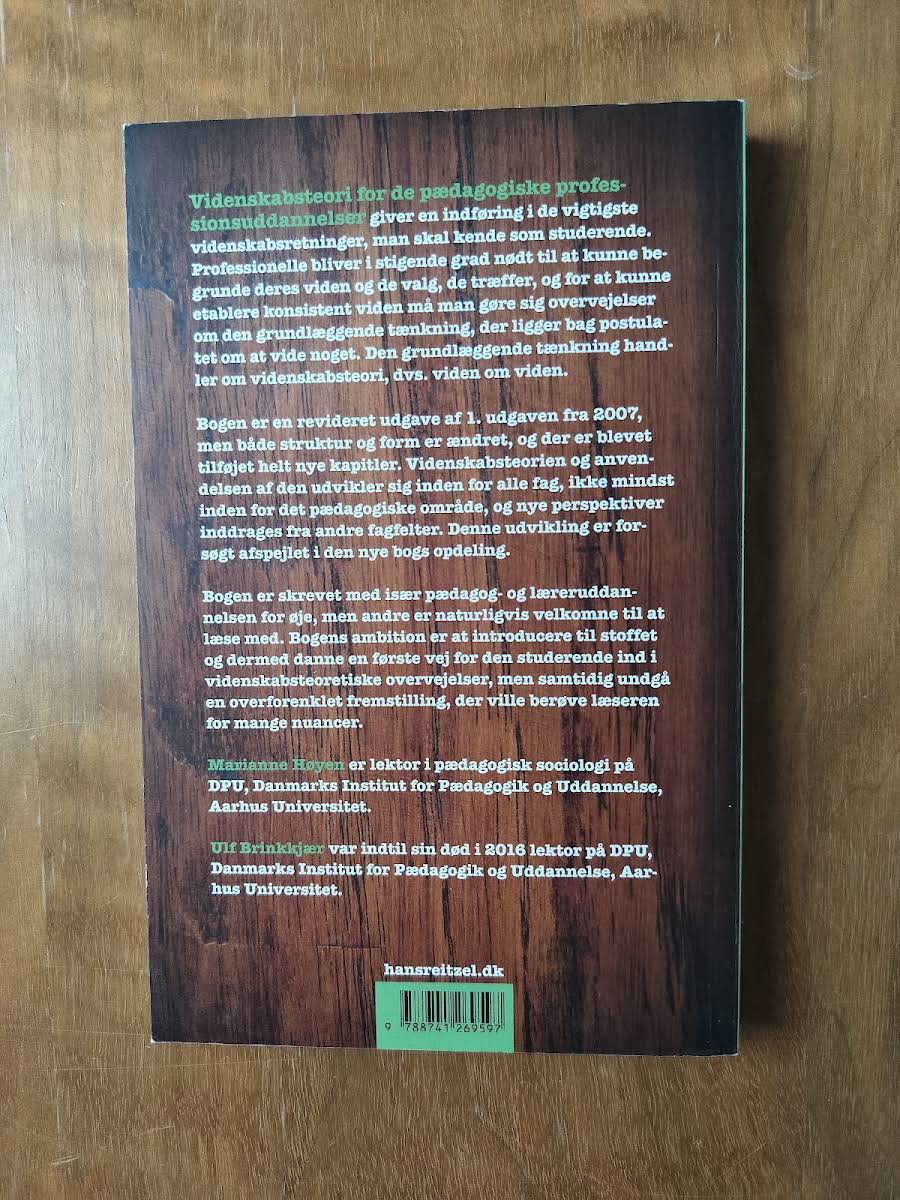 Videnskabsteori for de pædagogiske profes-
sionsuddannelser giver en indføring i de vigtigste
videnskabsretninger, man skal kende som studerende.
Professionelle bliver i stigende grad nødt til at kunne be-
grunde deres viden og de valg, de træffer, og for at kunne
etablere konsistent viden må man gøre sig overvejelser
om den grundlæggende tænkning, der ligger bag postula-
tet om at vide noget. Den grundlæggende tænkning hand-
ler om videnskabsteori, dvs. viden om viden.
Bogen er en revideret udgave af 1. udgaven fra 2007,
men både struktur og form er ændret, og der er blevet
tilføjet helt nye kapitler. Videnskabsteorien og anven-
delsen af den udvikler sig inden for alle fag, ikke mindst
inden for det pædagogiske område, og nye perspektiver
inddrages fra andre fagfelter. Denne udvikling er for-
søgt afspejlet i den nye bogs opdeling.
Bogen er skrevet med især pædagog- og læreruddan-
nelsen for øje, men andre er naturligvis velkomne til at
læse med. Bogens ambition er at introducere til stoffet
og dermed danne en første vej for den studerende ind i
videnskabsteoretiske overvejelser, men samtidig undgå
en overforenklet fremstilling, der ville berøve læseren
for mange nuancer.
Marianne Høyen er lektor i pædagogisk sociologi på
DPU, Danmarks Institut for Pædagogik og Uddannelse,
Aarhus Universitet.
Ulf Brinkkjær var indtil sin død i 2016 lektor på DPU,
Danmarks Institut for Pædagogik og Uddannelse, Aar-
hus Universitet.
hansreitzel.dk
9 788741 269597